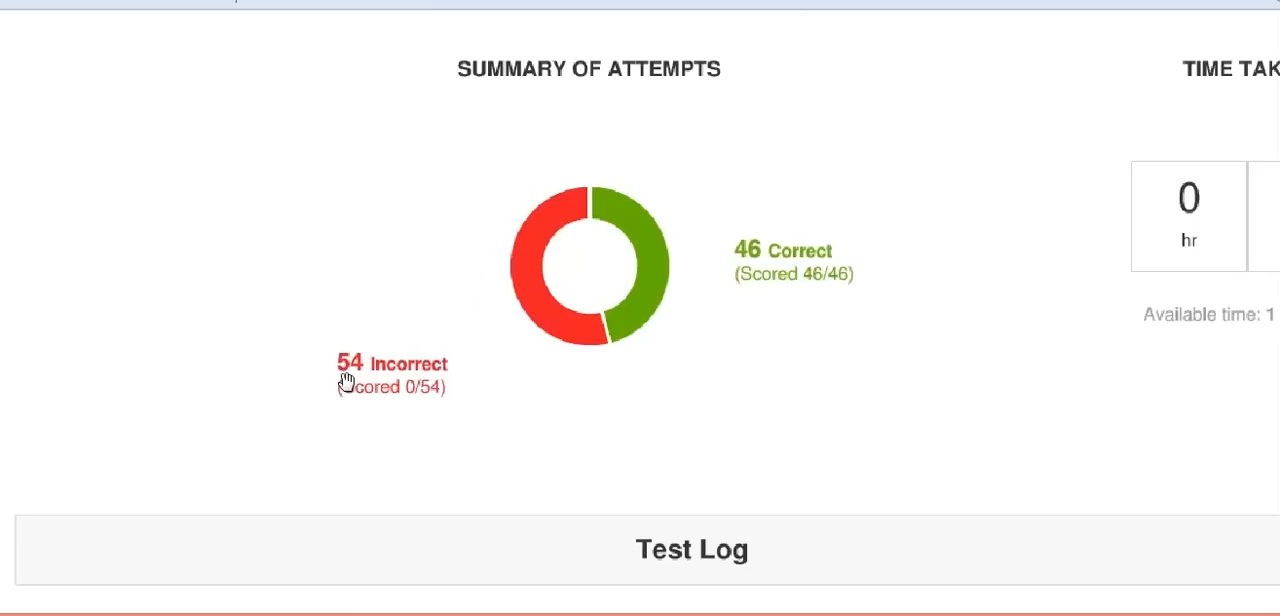 SUMMARY OF ATTEMPTS
TIME TAK
46 Correct
(Scored 46/46)
54 Incorrect
(Scored 0/54)
0
hr
Available time: 1
Test Log